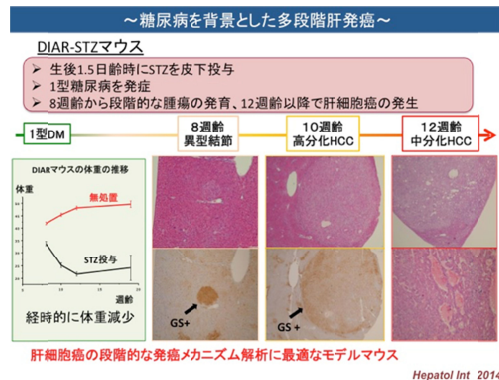 ～糖尿病を背景とした多段階肝発癌～
DIAR-STZマウス
➢ 生後1.5日齢時にSTZを皮下投与
➢ 1型糖尿病を発症
➢ 8週齢から段階的な腫瘍の発育、12週齢以降で肝細胞癌の発生
1型DM
8週齢
異型結節
10週齢
高分化HCC
12週齢
中分化HCC
DIARマウスの体重の推移
体重
無処置
STZ投与
週齢
経時的に体重減少
GS+
GS +
肝細胞癌の段階的な発癌メカニズム解析に最適なモデルマウス
Hepatol Int 2014